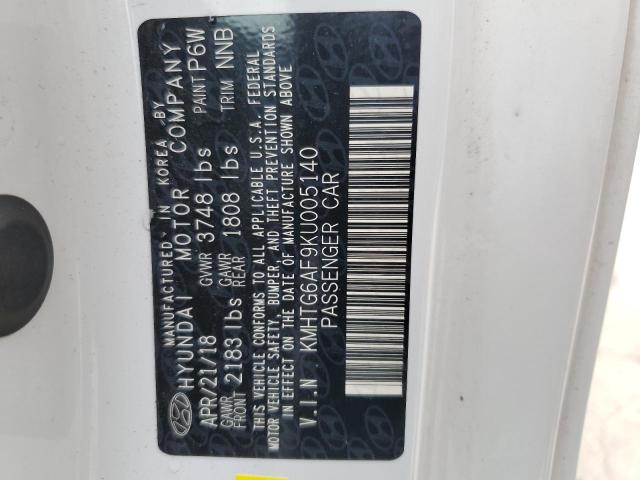 MANUFACTURED IN KOREA BY
HYUNDAI MOTOR COMPANY
APR/21/18 GVWR 3748 lbs PAINT P6W
GAWR FRONT 2183 lbs GAWR REAR 1808 lbs TRIM NNB
THIS VEHICLE CONFORMS TO ALL APPLICABLE U.S.A. FEDERAL
MOTOR VEHICLE SAFETY, BUMPER, AND THEFT PREVENTION STANDARDS
IN EFFECT ON THE DATE OF MANUFACTURE SHOWN ABOVE
V.I.N KMHTG6AF9KU005140
PASSENGER CAR